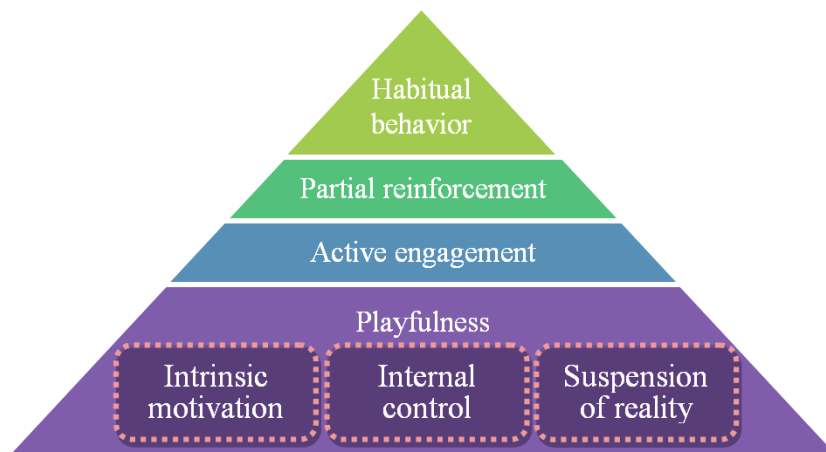 Habitual
behavior
Partial reinforcement
Active engagement
Playfulness
Intrinsic
motivation
Internal
control
Suspension
of reality